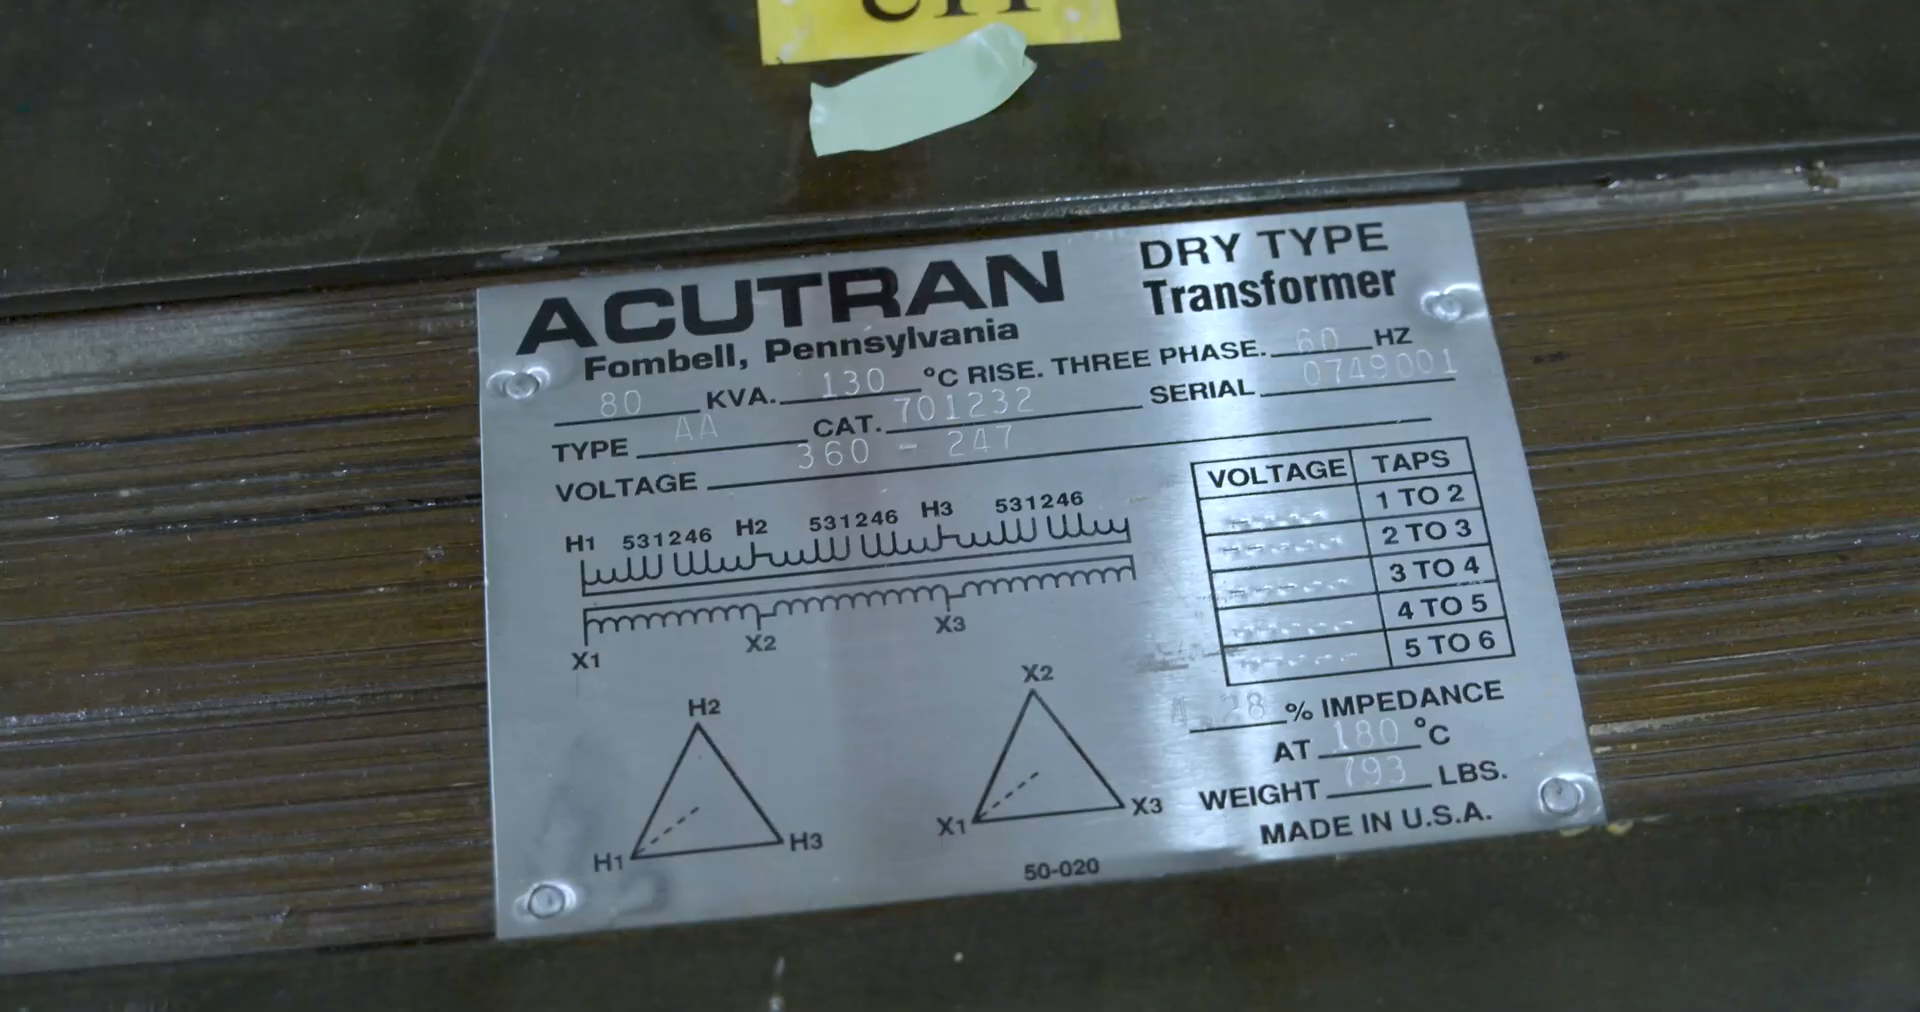 ACUTRAN
DRY TYPE
Transformer
Fombell, Pennsylvania
80 KVA. 130 °C RISE. THREE PHASE. 60 HZ
TYPE AA CAT. 701232 SERIAL 0749001
VOLTAGE 360 - 247
H1 531246 H2 531246 H3 531246
X1 X2 X3
VOLTAGE TAPS
1 TO 2
2 TO 3
3 TO 4
4 TO 5
5 TO 6
H2
H1 H3
X2
X1 X3
4.28 % IMPEDANCE
AT 180 °C
WEIGHT 793 LBS.
MADE IN U.S.A.
50-020